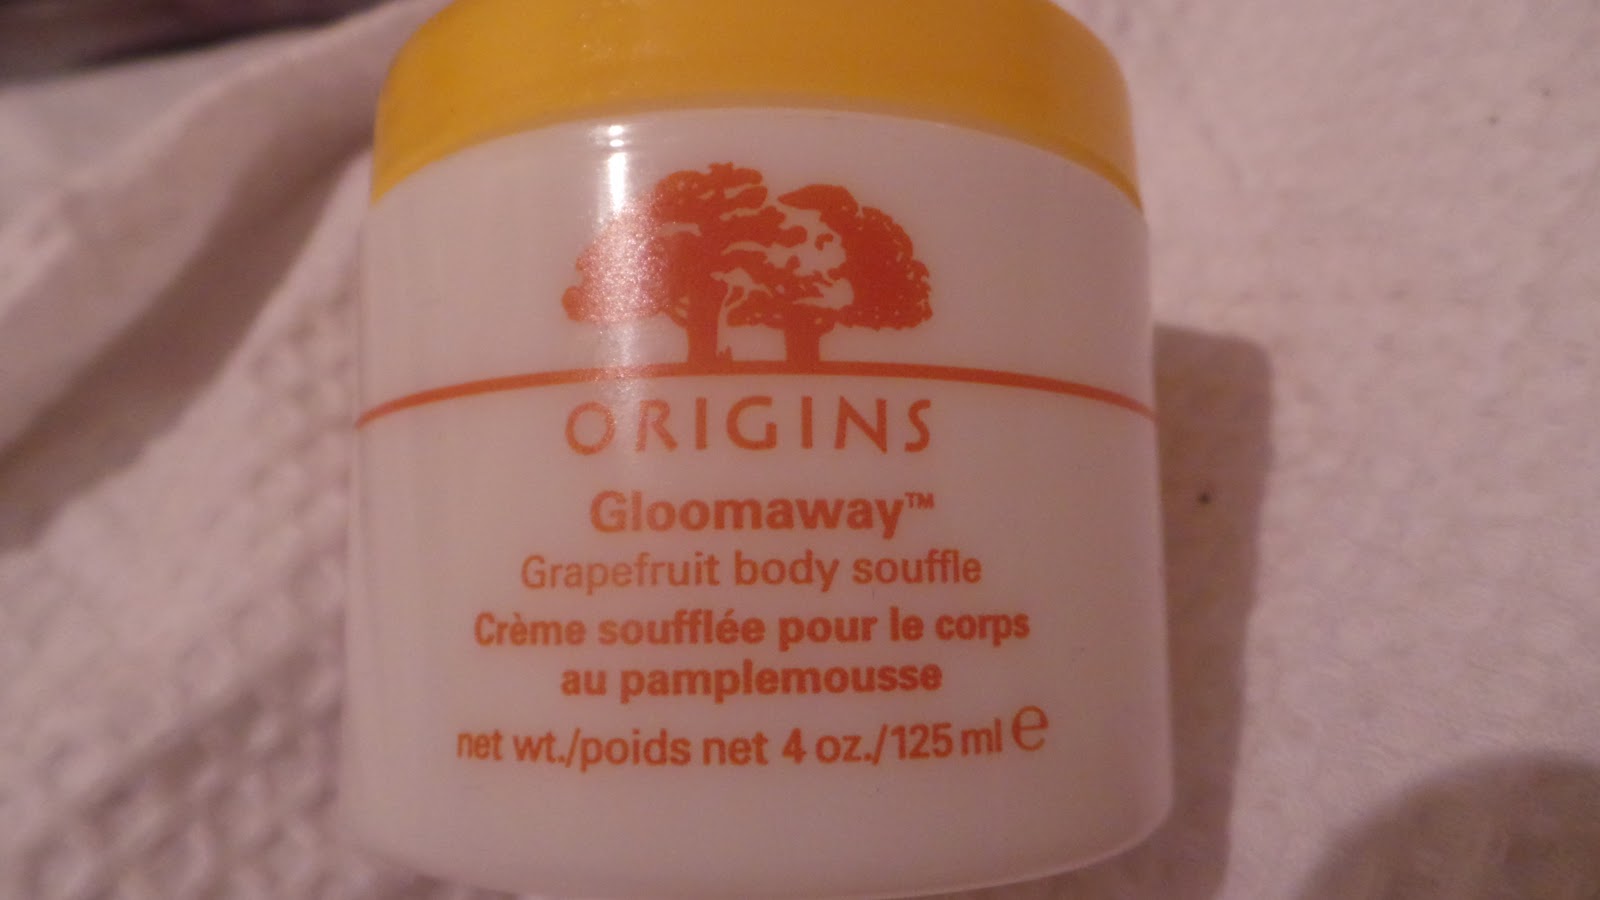 ORIGINS
Gloomaway™
Grapefruit body souffle
Crème soufflée pour le corps
au pamplemousse
net wt./poids net 4 oz./125 ml ℮